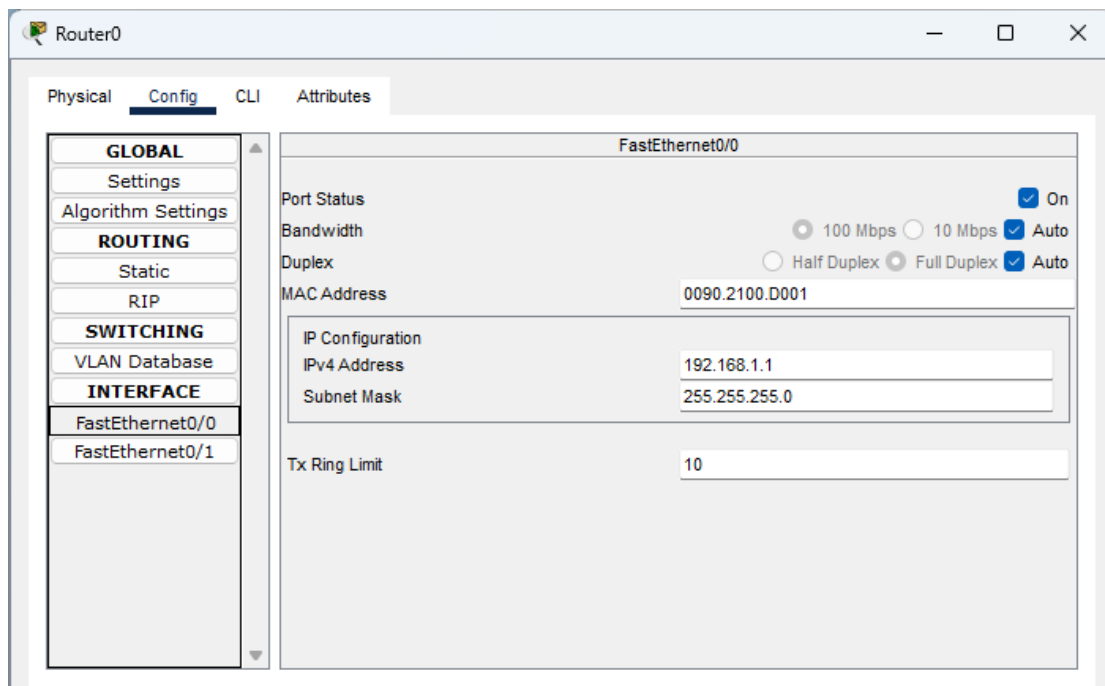 Router0
Physical Config CLI Attributes
GLOBAL
Settings
Algorithm Settings
ROUTING
Static
RIP
SWITCHING
VLAN Database
INTERFACE
FastEthernet0/0
FastEthernet0/1
FastEthernet0/0
Port Status On
Bandwidth 100 Mbps 10 Mbps Auto
Duplex Half Duplex Full Duplex Auto
MAC Address 0090.2100.D001
IP Configuration
IPv4 Address 192.168.1.1
Subnet Mask 255.255.255.0
Tx Ring Limit 10